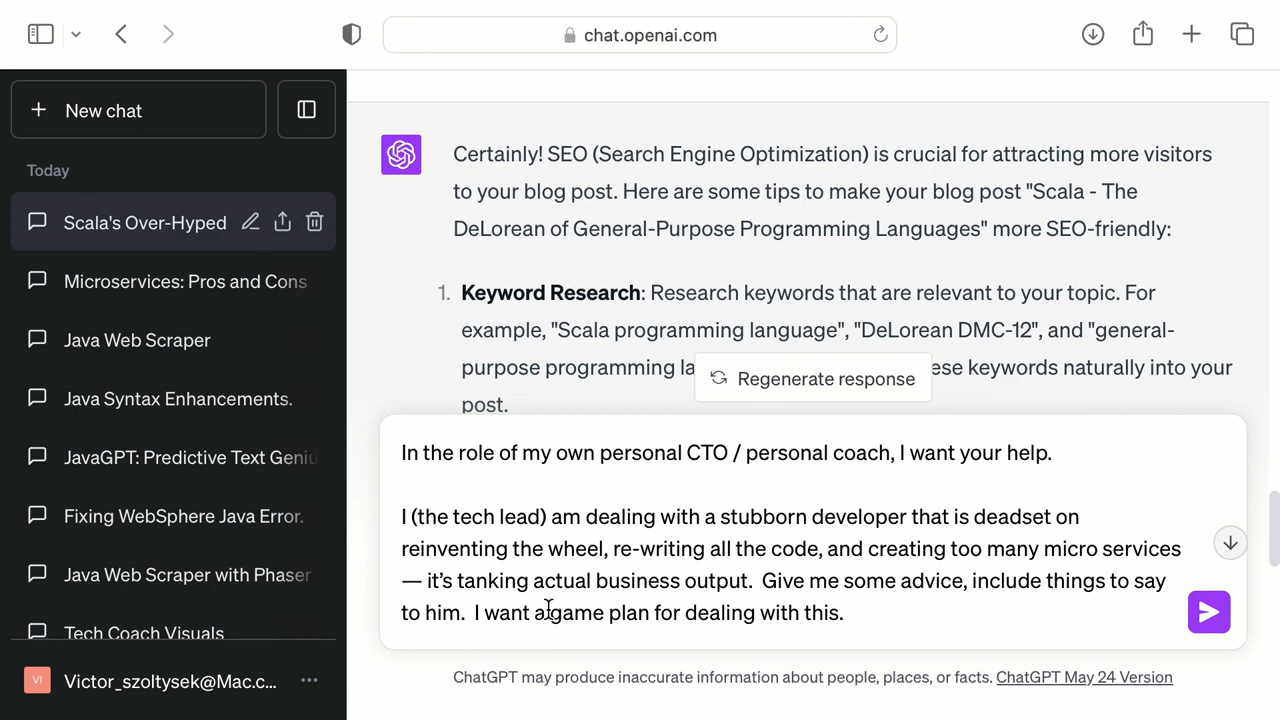 chat.openai.com
New chat
Today
Scala's Over-Hyped
Microservices: Pros and Cons
Java Web Scraper
Java Syntax Enhancements.
JavaGPT: Predictive Text Geniu
Fixing WebSphere Java Error.
Java Web Scraper with Phaser
Tech Coach Visuals
VI
Victor_szoltysek@Mac.c...
Certainly! SEO (Search Engine Optimization) is crucial for attracting more visitors
to your blog post. Here are some tips to make your blog post "Scala - The
DeLorean of General-Purpose Programming Languages" more SEO-friendly:
1. Keyword Research: Research keywords that are relevant to your topic. For
example, "Scala programming language", "DeLorean DMC-12", and "general-
purpose programming la ese keywords naturally into your
post.
Regenerate response
In the role of my own personal CTO / personal coach, I want your help.
I (the tech lead) am dealing with a stubborn developer that is deadset on
reinventing the wheel, re-writing all the code, and creating too many micro services
— it's tanking actual business output.  Give me some advice, include things to say
to him.  I want a game plan for dealing with this.
ChatGPT may produce inaccurate information about people, places, or facts. ChatGPT May 24 Version